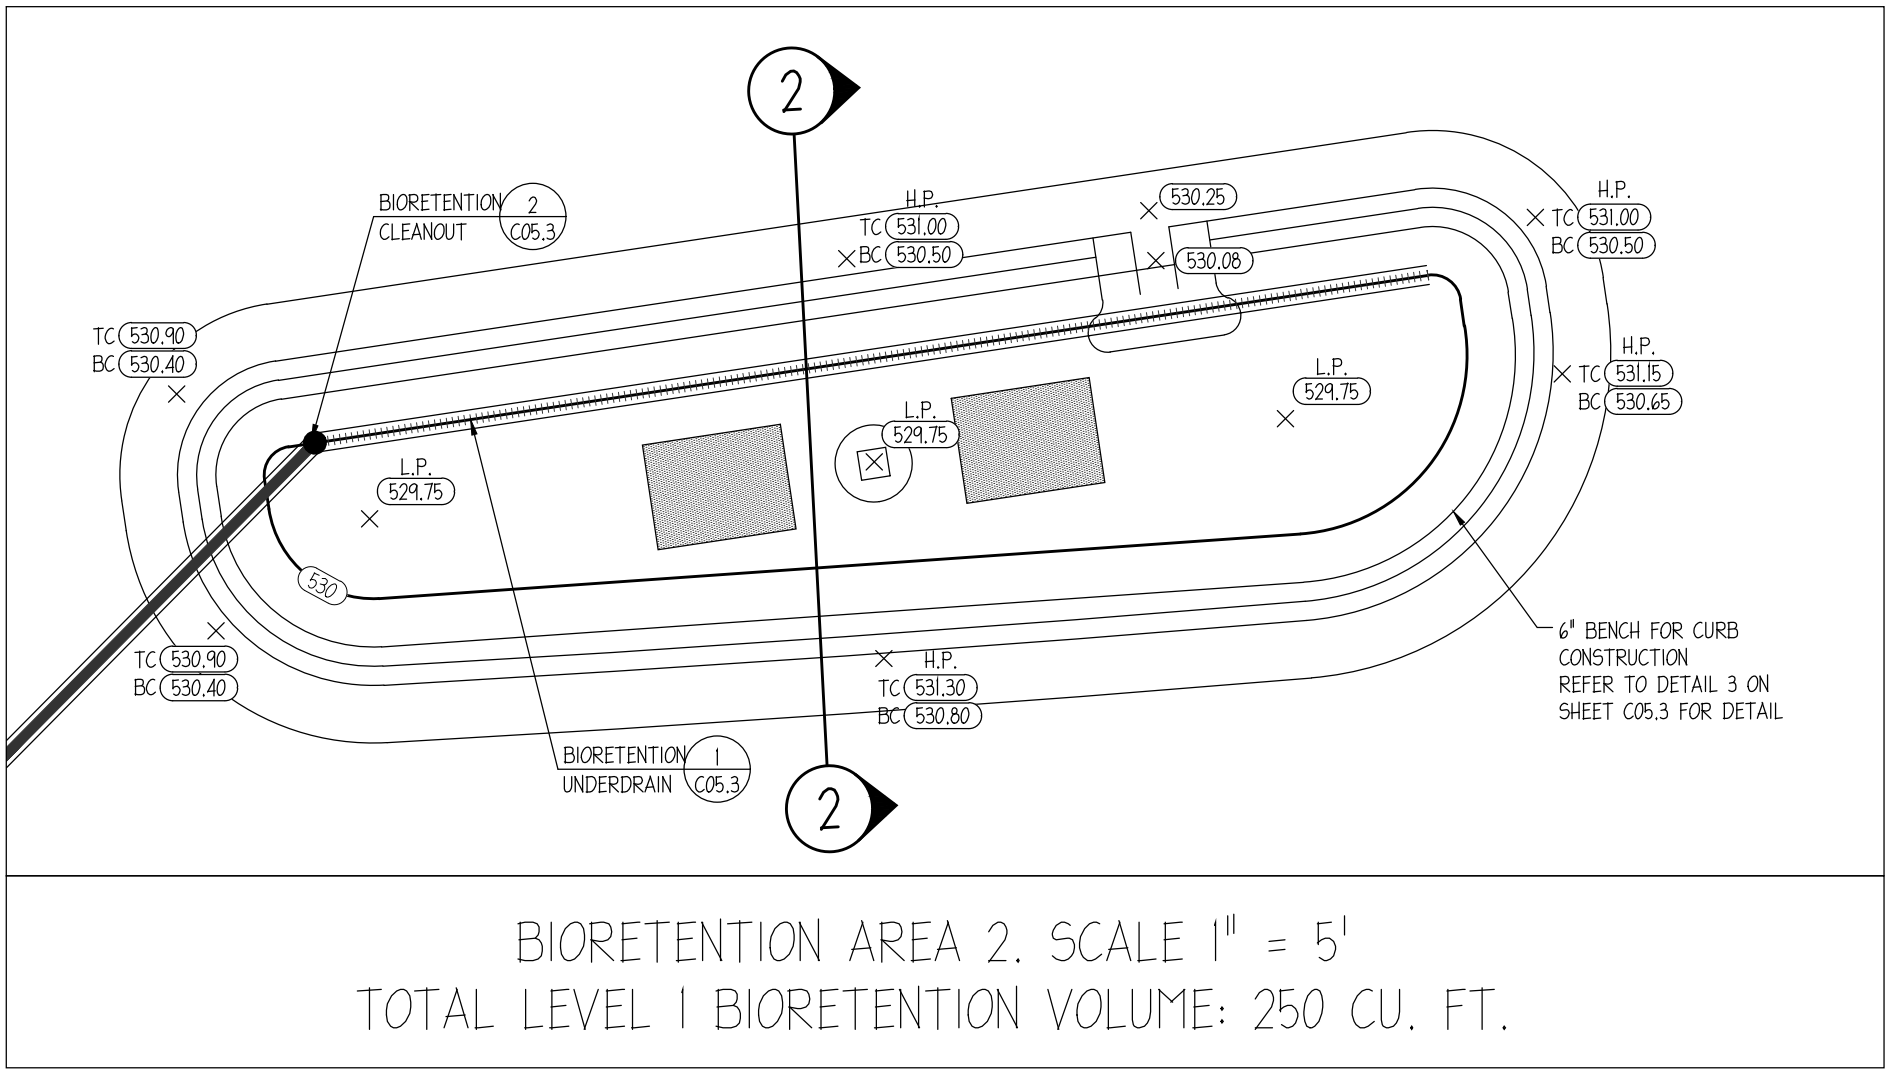 2
BIORETENTION
CLEANOUT
2
C05.3
H.P.
TC 531.00
BC 530.50
530.25
530.08
H.P.
TC 531.00
BC 530.50
TC 530.90
BC 530.40
H.P.
TC 531.15
BC 530.65
L.P.
529.75
L.P.
529.75
L.P.
529.75
530
TC 530.90
BC 530.40
H.P.
TC 531.30
BC 530.80
6" BENCH FOR CURB
CONSTRUCTION
REFER TO DETAIL 3 ON
SHEET C05.3 FOR DETAIL
BIORETENTION
UNDERDRAIN
1
C05.3
2
BIORETENTION AREA 2. SCALE 1" = 5'
TOTAL LEVEL 1 BIORETENTION VOLUME: 250 CU. FT.